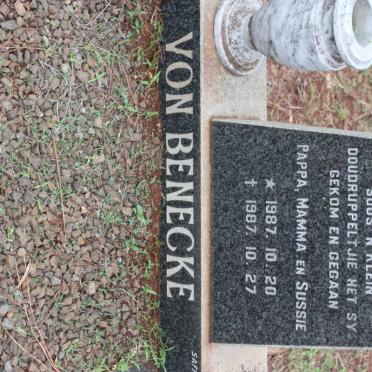 SOOS 'N KLEIN
DOUDRUPPELTJIE HET SY
GEKOM EN GEGAAN
PAPPA, MAMMA EN SUSSIE
★ 1987. 10. 20
✝ 1987. 10. 27
VON BENECKE